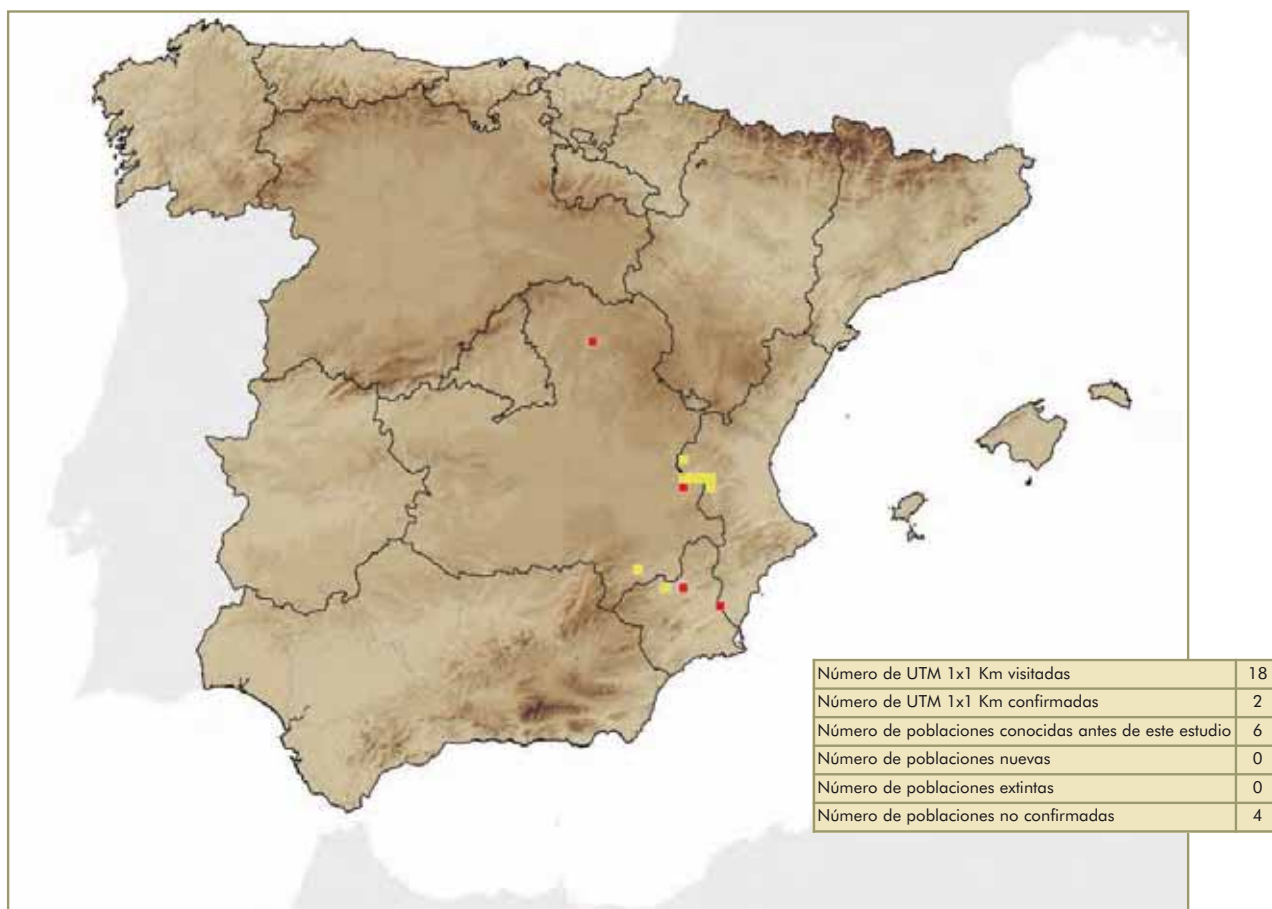 Número de UTM 1x1 Km visitadas 18
Número de UTM 1x1 Km confirmadas 2
Número de poblaciones conocidas antes de este estudio 6
Número de poblaciones nuevas 0
Número de poblaciones extintas 0
Número de poblaciones no confirmadas 4